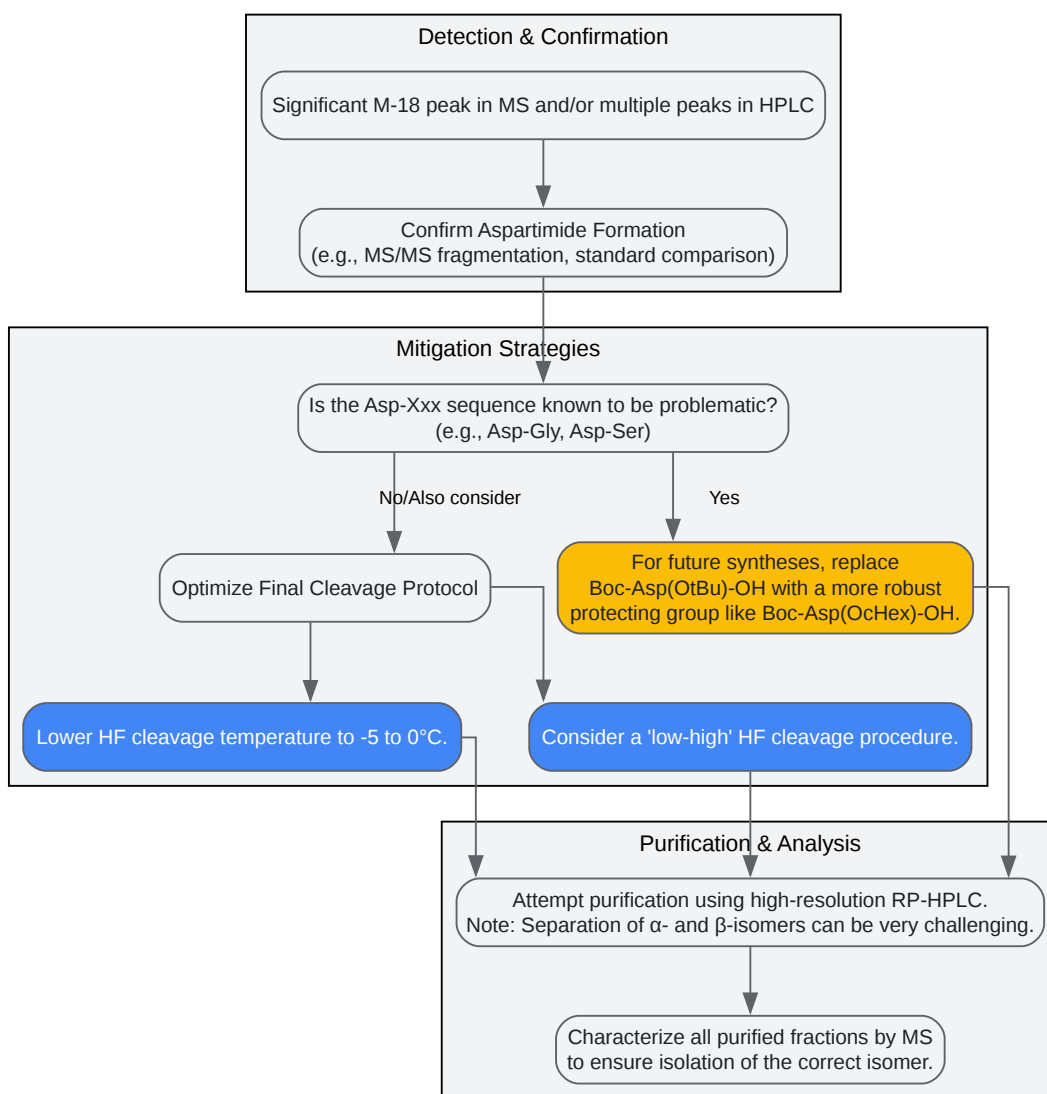 Detection & Confirmation
Significant M-18 peak in MS and/or multiple peaks in HPLC
Confirm Aspartimide Formation
(e.g., MS/MS fragmentation, standard comparison)
Mitigation Strategies
Is the Asp-Xxx sequence known to be problematic?
(e.g., Asp-Gly, Asp-Ser)
No/Also consider
Yes
Optimize Final Cleavage Protocol
For future syntheses, replace
Boc-Asp(OtBu)-OH with a more robust
protecting group like Boc-Asp(OcHex)-OH.
Lower HF cleavage temperature to -5 to 0°C.
Consider a 'low-high' HF cleavage procedure.
Purification & Analysis
Attempt purification using high-resolution RP-HPLC.
Note: Separation of α- and β-isomers can be very challenging.
Characterize all purified fractions by MS
to ensure isolation of the correct isomer.